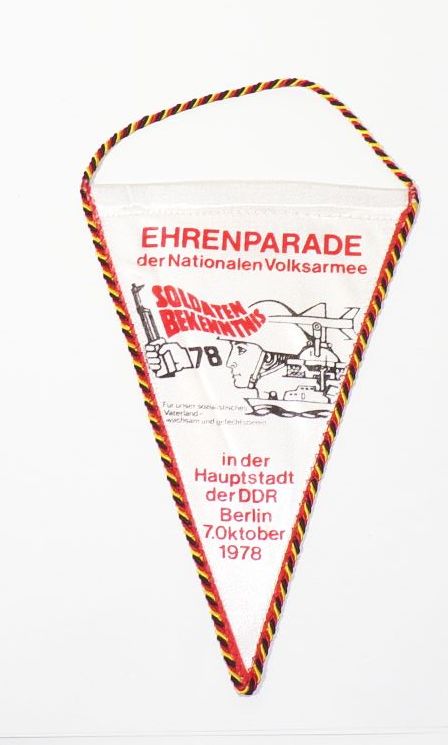 EHRENPARADE
der Nationalen Volksarmee
SOLDATEN
BEKENNTNIS
78
Für unser sozialistisches
Vaterland-
wachsam und gefechtsbereit
in der
Hauptstadt
der DDR
Berlin
7.Oktober
1978